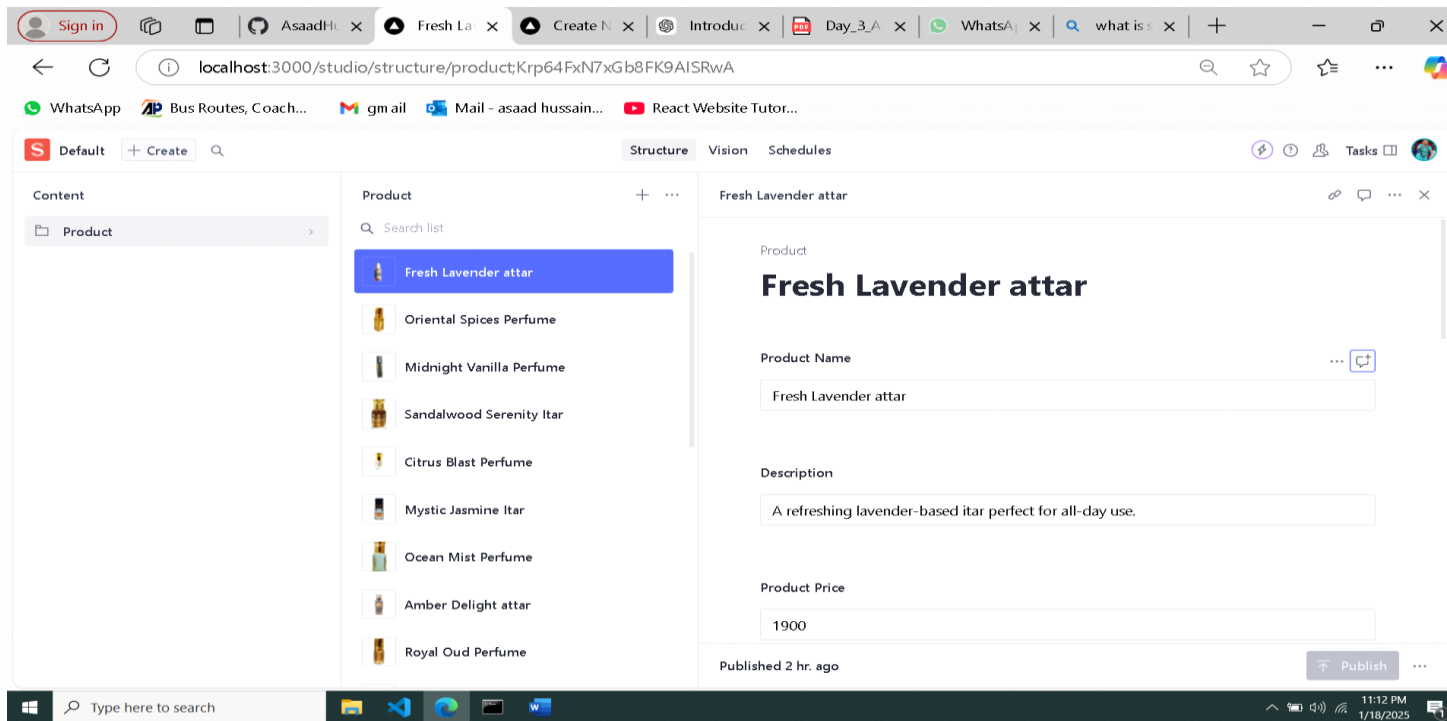 Sign in
AsaadHu
Fresh La
Create N
Introduc
Day_3_A
WhatsA
what is s
localhost:3000/studio/structure/product;Krp64FxN7xGb8FK9AISRwA
WhatsApp
Bus Routes, Coach...
gmail
Mail - asaad hussain...
React Website Tutor...
S Default
+ Create
Structure
Vision
Schedules
Tasks
Content
Product
Product
Search list
Fresh Lavender attar
Oriental Spices Perfume
Midnight Vanilla Perfume
Sandalwood Serenity Itar
Citrus Blast Perfume
Mystic Jasmine Itar
Ocean Mist Perfume
Amber Delight attar
Royal Oud Perfume
Fresh Lavender attar
Product
Fresh Lavender attar
Product Name
Fresh Lavender attar
Description
A refreshing lavender-based itar perfect for all-day use.
Product Price
1900
Published 2 hr. ago
Publish
Type here to search
11:12 PM
1/18/2025